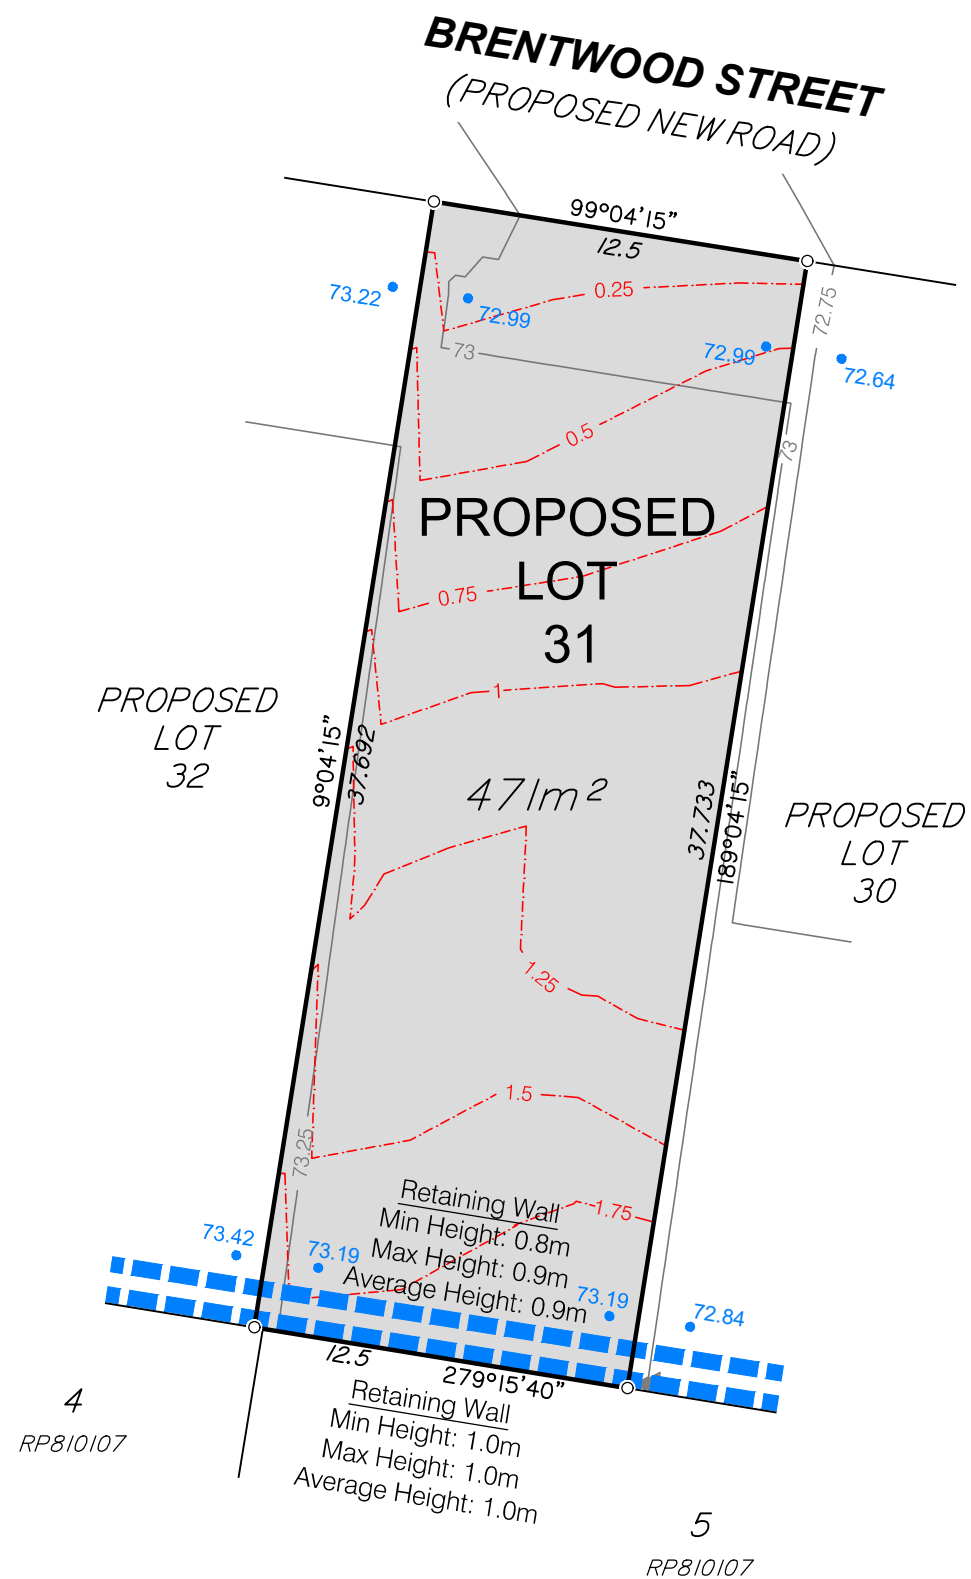 BRENTWOOD STREET
(PROPOSED NEW ROAD)
99°04'15"
12.5
73.22
72.99
0.25
72.75
73
72.99
72.64
0.5
73
PROPOSED
LOT
31
0.75
1
PROPOSED
LOT
32
9°04'15"
37.692
471m²
37.733
189°04'15"
PROPOSED
LOT
30
1.25
1.5
73.25
1.75
Retaining Wall
Min Height: 0.8m
Max Height: 0.9m
Average Height: 0.9m
73.42
73.19
73.19
72.84
12.5
279°15'40"
Retaining Wall
Min Height: 1.0m
Max Height: 1.0m
Average Height: 1.0m
4
RP810107
5
RP810107